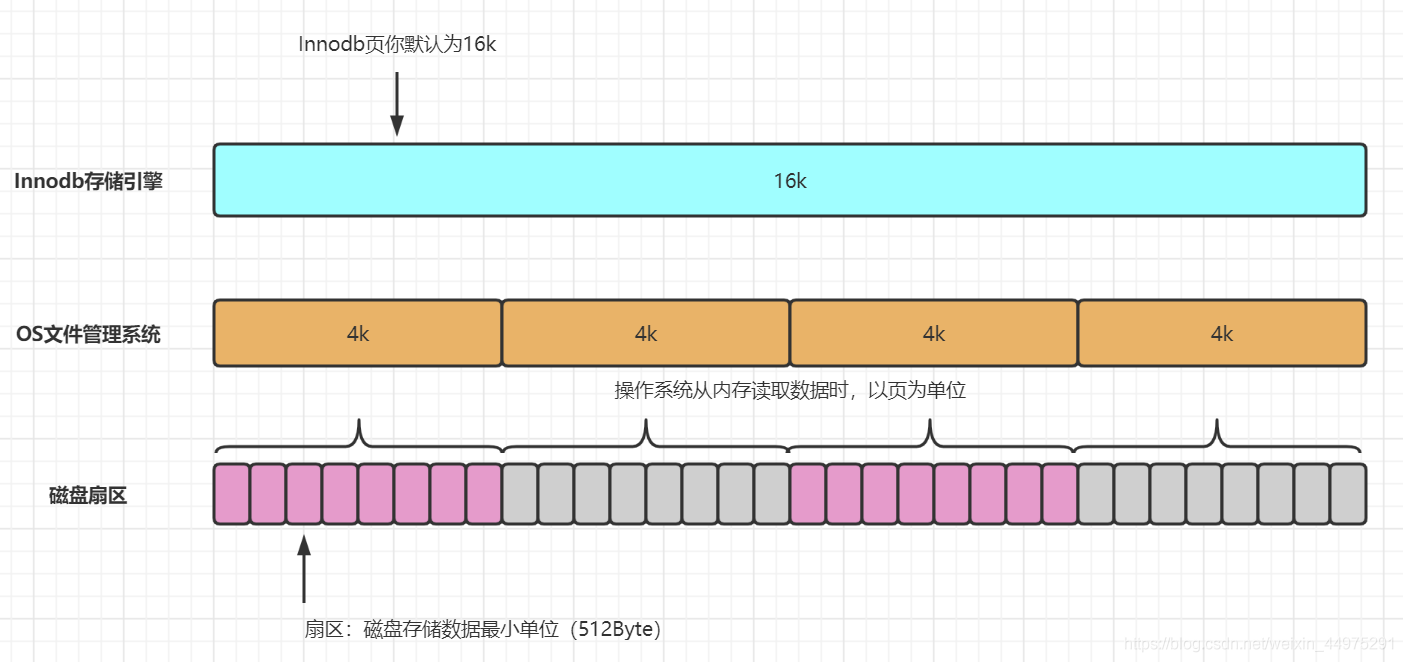 Innodb页你默认为16k
Innodb存储引擎
16k
OS文件管理系统
4k
4k
4k
4k
操作系统从内存读取数据时，以页为单位
磁盘扇区
扇区：磁盘存储数据最小单位（512Byte）
https://blog.csdn.net/weixin_44975291